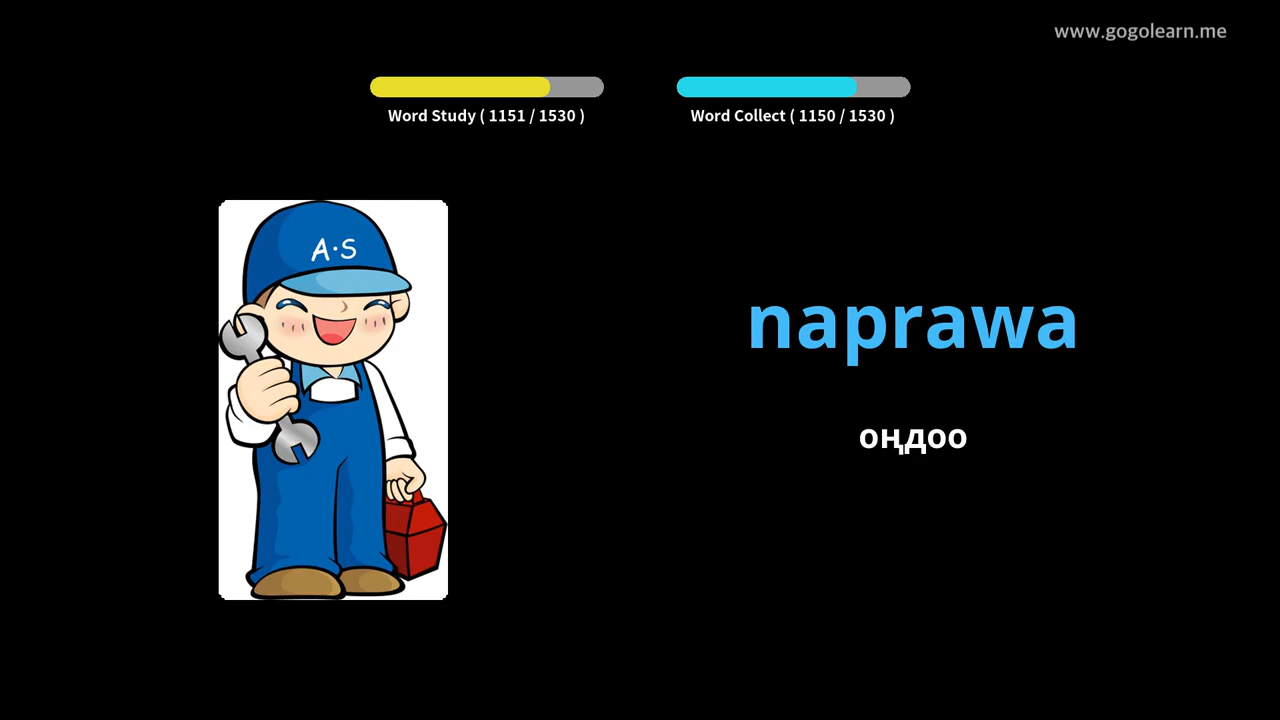 www.gogolearn.me
Word Study ( 1151 / 1530 )
Word Collect ( 1150 / 1530 )
A·S
naprawa
оңдоо